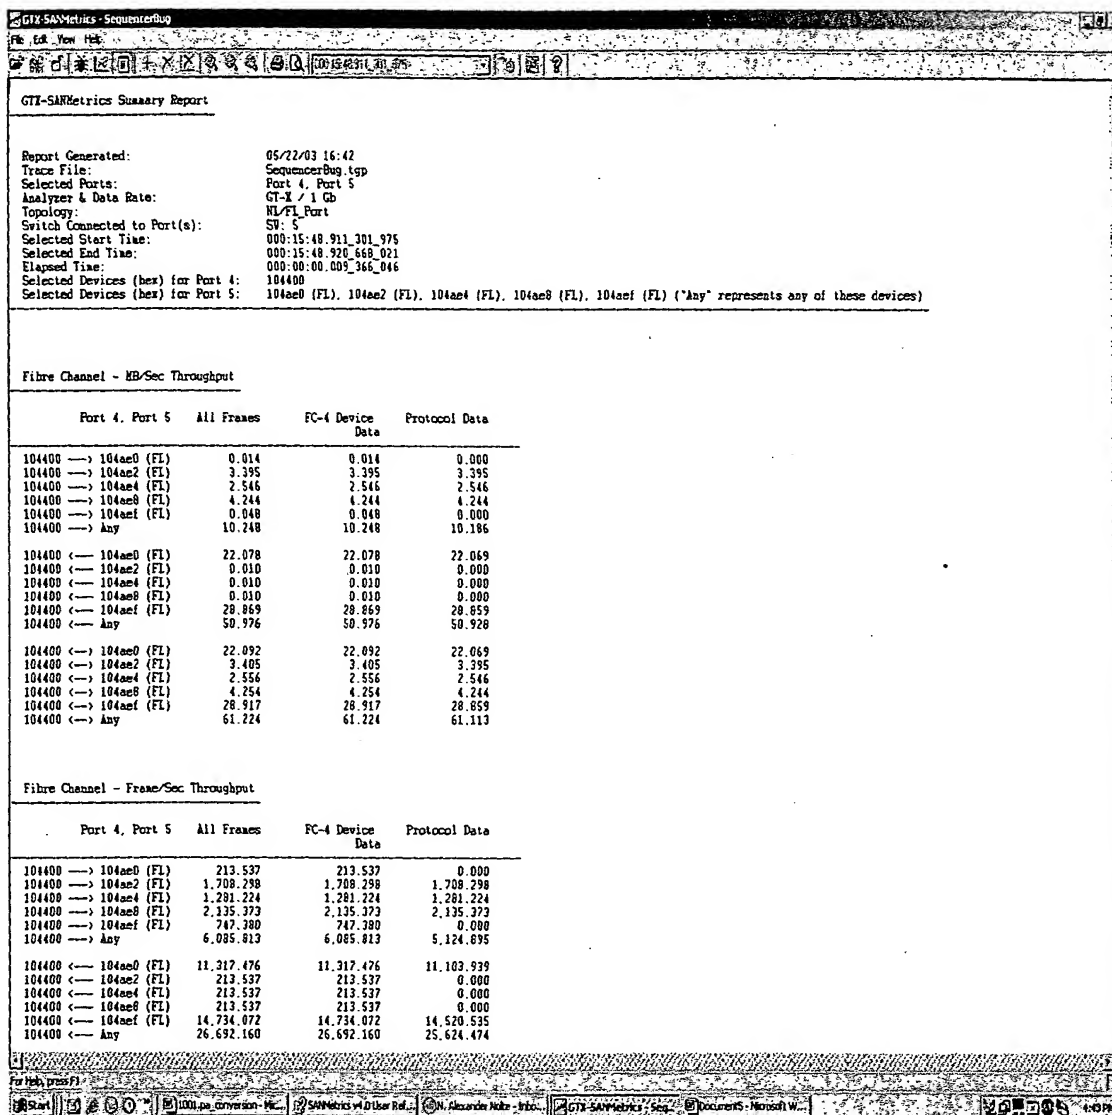 GTX-SANMetrics - SequencerBug
File Edit View Help
GTX-SANMetrics Summary Report
Report Generated: 05/22/03 16:42
Trace File: SequencerBug.tgp
Selected Ports: Port 4, Port 5
Analyzer & Data Rate: GT-X / 1 Gb
Topology: NL/FL_Port
Switch Connected to Port(s): SW: S
Selected Start Time: 000:15:48.911_301_975
Selected End Time: 000:15:48.920_668_021
Elapsed Time: 000:00:00.009_366_046
Selected Devices (hex) for Port 4: 104400
Selected Devices (hex) for Port 5: 104ae0 (FL), 104ae2 (FL), 104ae4 (FL), 104ae8 (FL), 104aef (FL) ("Any" represents any of these devices)
Fibre Channel - MB/Sec Throughput
Port 4, Port 5 All Frames FC-4 Device Data Protocol Data
104400 ---> 104ae0 (FL) 0.014 0.014 0.000
104400 ---> 104ae2 (FL) 3.395 3.395 3.395
104400 ---> 104ae4 (FL) 2.546 2.546 2.546
104400 ---> 104ae8 (FL) 4.244 4.244 4.244
104400 ---> 104aef (FL) 0.048 0.048 0.000
104400 ---> Any 10.248 10.248 10.186
104400 <--- 104ae0 (FL) 22.078 22.078 22.069
104400 <--- 104ae2 (FL) 0.010 0.010 0.000
104400 <--- 104ae4 (FL) 0.010 0.010 0.000
104400 <--- 104ae8 (FL) 0.010 0.010 0.000
104400 <--- 104aef (FL) 28.869 28.869 28.859
104400 <--- Any 50.976 50.976 50.928
104400 <--> 104ae0 (FL) 22.092 22.092 22.069
104400 <--> 104ae2 (FL) 3.405 3.405 3.395
104400 <--> 104ae4 (FL) 2.556 2.556 2.546
104400 <--> 104ae8 (FL) 4.254 4.254 4.244
104400 <--> 104aef (FL) 28.917 28.917 28.859
104400 <--> Any 61.224 61.224 61.113
Fibre Channel - Frame/Sec Throughput
Port 4, Port 5 All Frames FC-4 Device Data Protocol Data
104400 ---> 104ae0 (FL) 213.537 213.537 0.000
104400 ---> 104ae2 (FL) 1,708.298 1,708.298 1,708.298
104400 ---> 104ae4 (FL) 1,281.224 1,281.224 1,281.224
104400 ---> 104ae8 (FL) 2,135.373 2,135.373 2,135.373
104400 ---> 104aef (FL) 747.380 747.380 0.000
104400 ---> Any 6,085.813 6,085.813 5,124.895
104400 <--- 104ae0 (FL) 11,317.476 11,317.476 11,103.939
104400 <--- 104ae2 (FL) 213.537 213.537 0.000
104400 <--- 104ae4 (FL) 213.537 213.537 0.000
104400 <--- 104ae8 (FL) 213.537 213.537 0.000
104400 <--- 104aef (FL) 14,734.072 14,734.072 14,520.535
104400 <--- Any 26,692.160 26,692.160 25,624.474
For Help, press F1
Start 1001.pa_conversion - Mic... SANMetrics v4.0 User Ref... N. Alexander Nolte - Inbo... GTX-SANMetrics - Seq... Document5 - Microsoft W...